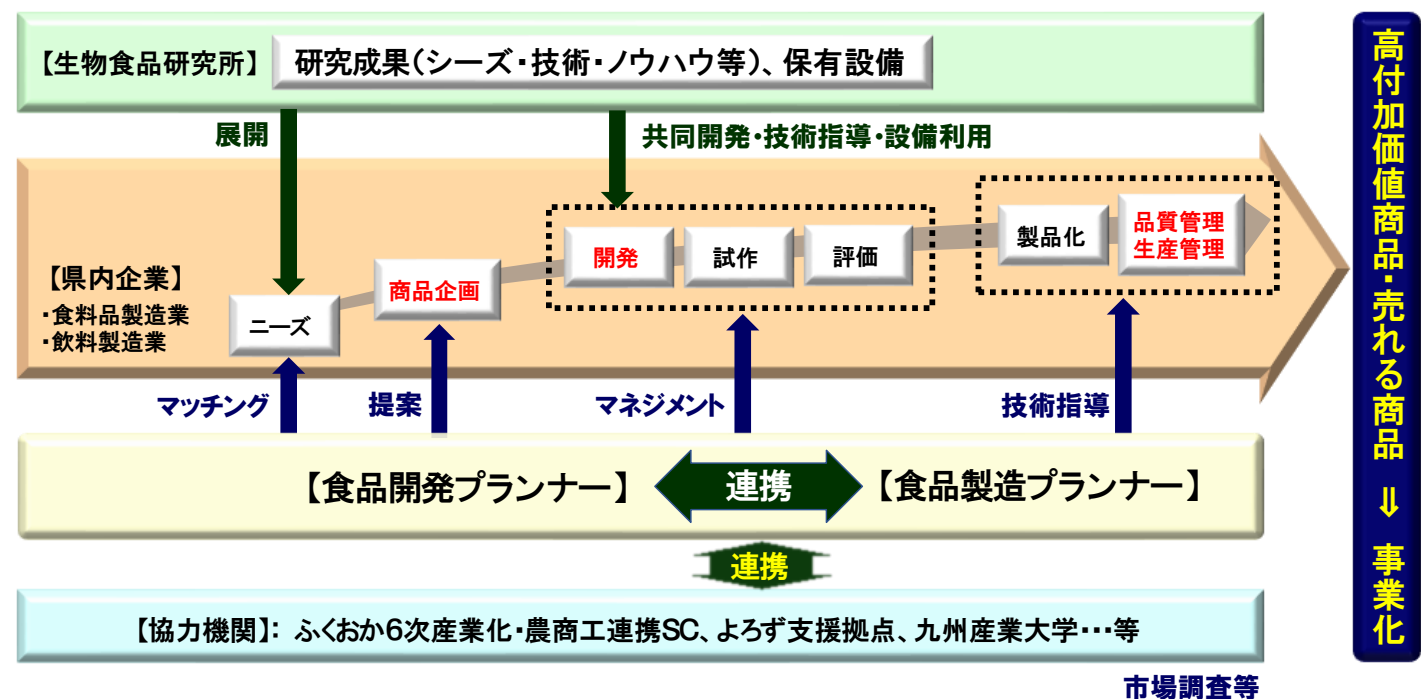 【生物食品研究所】 研究成果(シーズ・技術・ノウハウ等)、保有設備
展開
共同開発・技術指導・設備利用
【県内企業】
・食料品製造業
・飲料製造業
ニーズ
商品企画
開発
試作
評価
製品化
品質管理
生産管理
マッチング
提案
マネジメント
技術指導
【食品開発プランナー】
連携
【食品製造プランナー】
連携
【協力機関】: ふくおか6次産業化・農商工連携SC、よろず支援拠点、九州産業大学・・・等
市場調査等
高付加価値商品・売れる商品 ⇒ 事業化